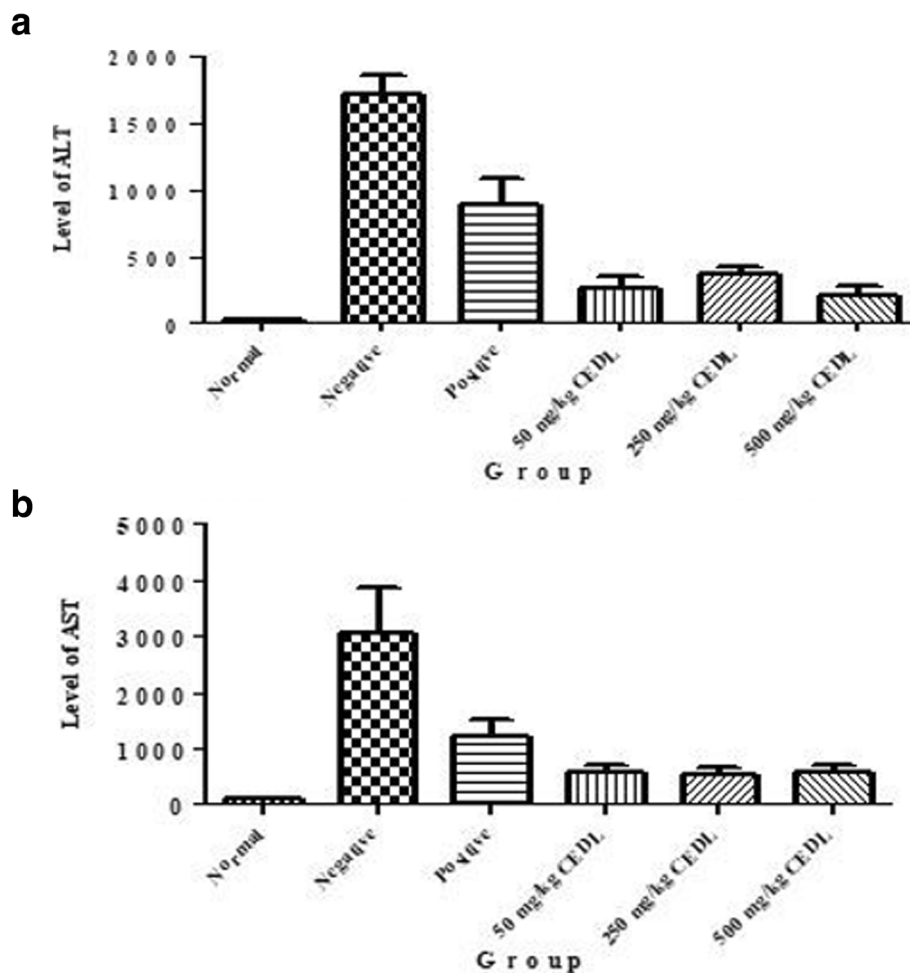 a
Level of ALT
2000
1500
1000
500
0
Normal
Negative
Positive
50 mg/kg CEDL
250 mg/kg CEDL
500 mg/kg CEDL
Group
b
Level of AST
5000
4000
3000
2000
1000
0
Normal
Negative
Positive
50 mg/kg CEDL
250 mg/kg CEDL
500 mg/kg CEDL
Group